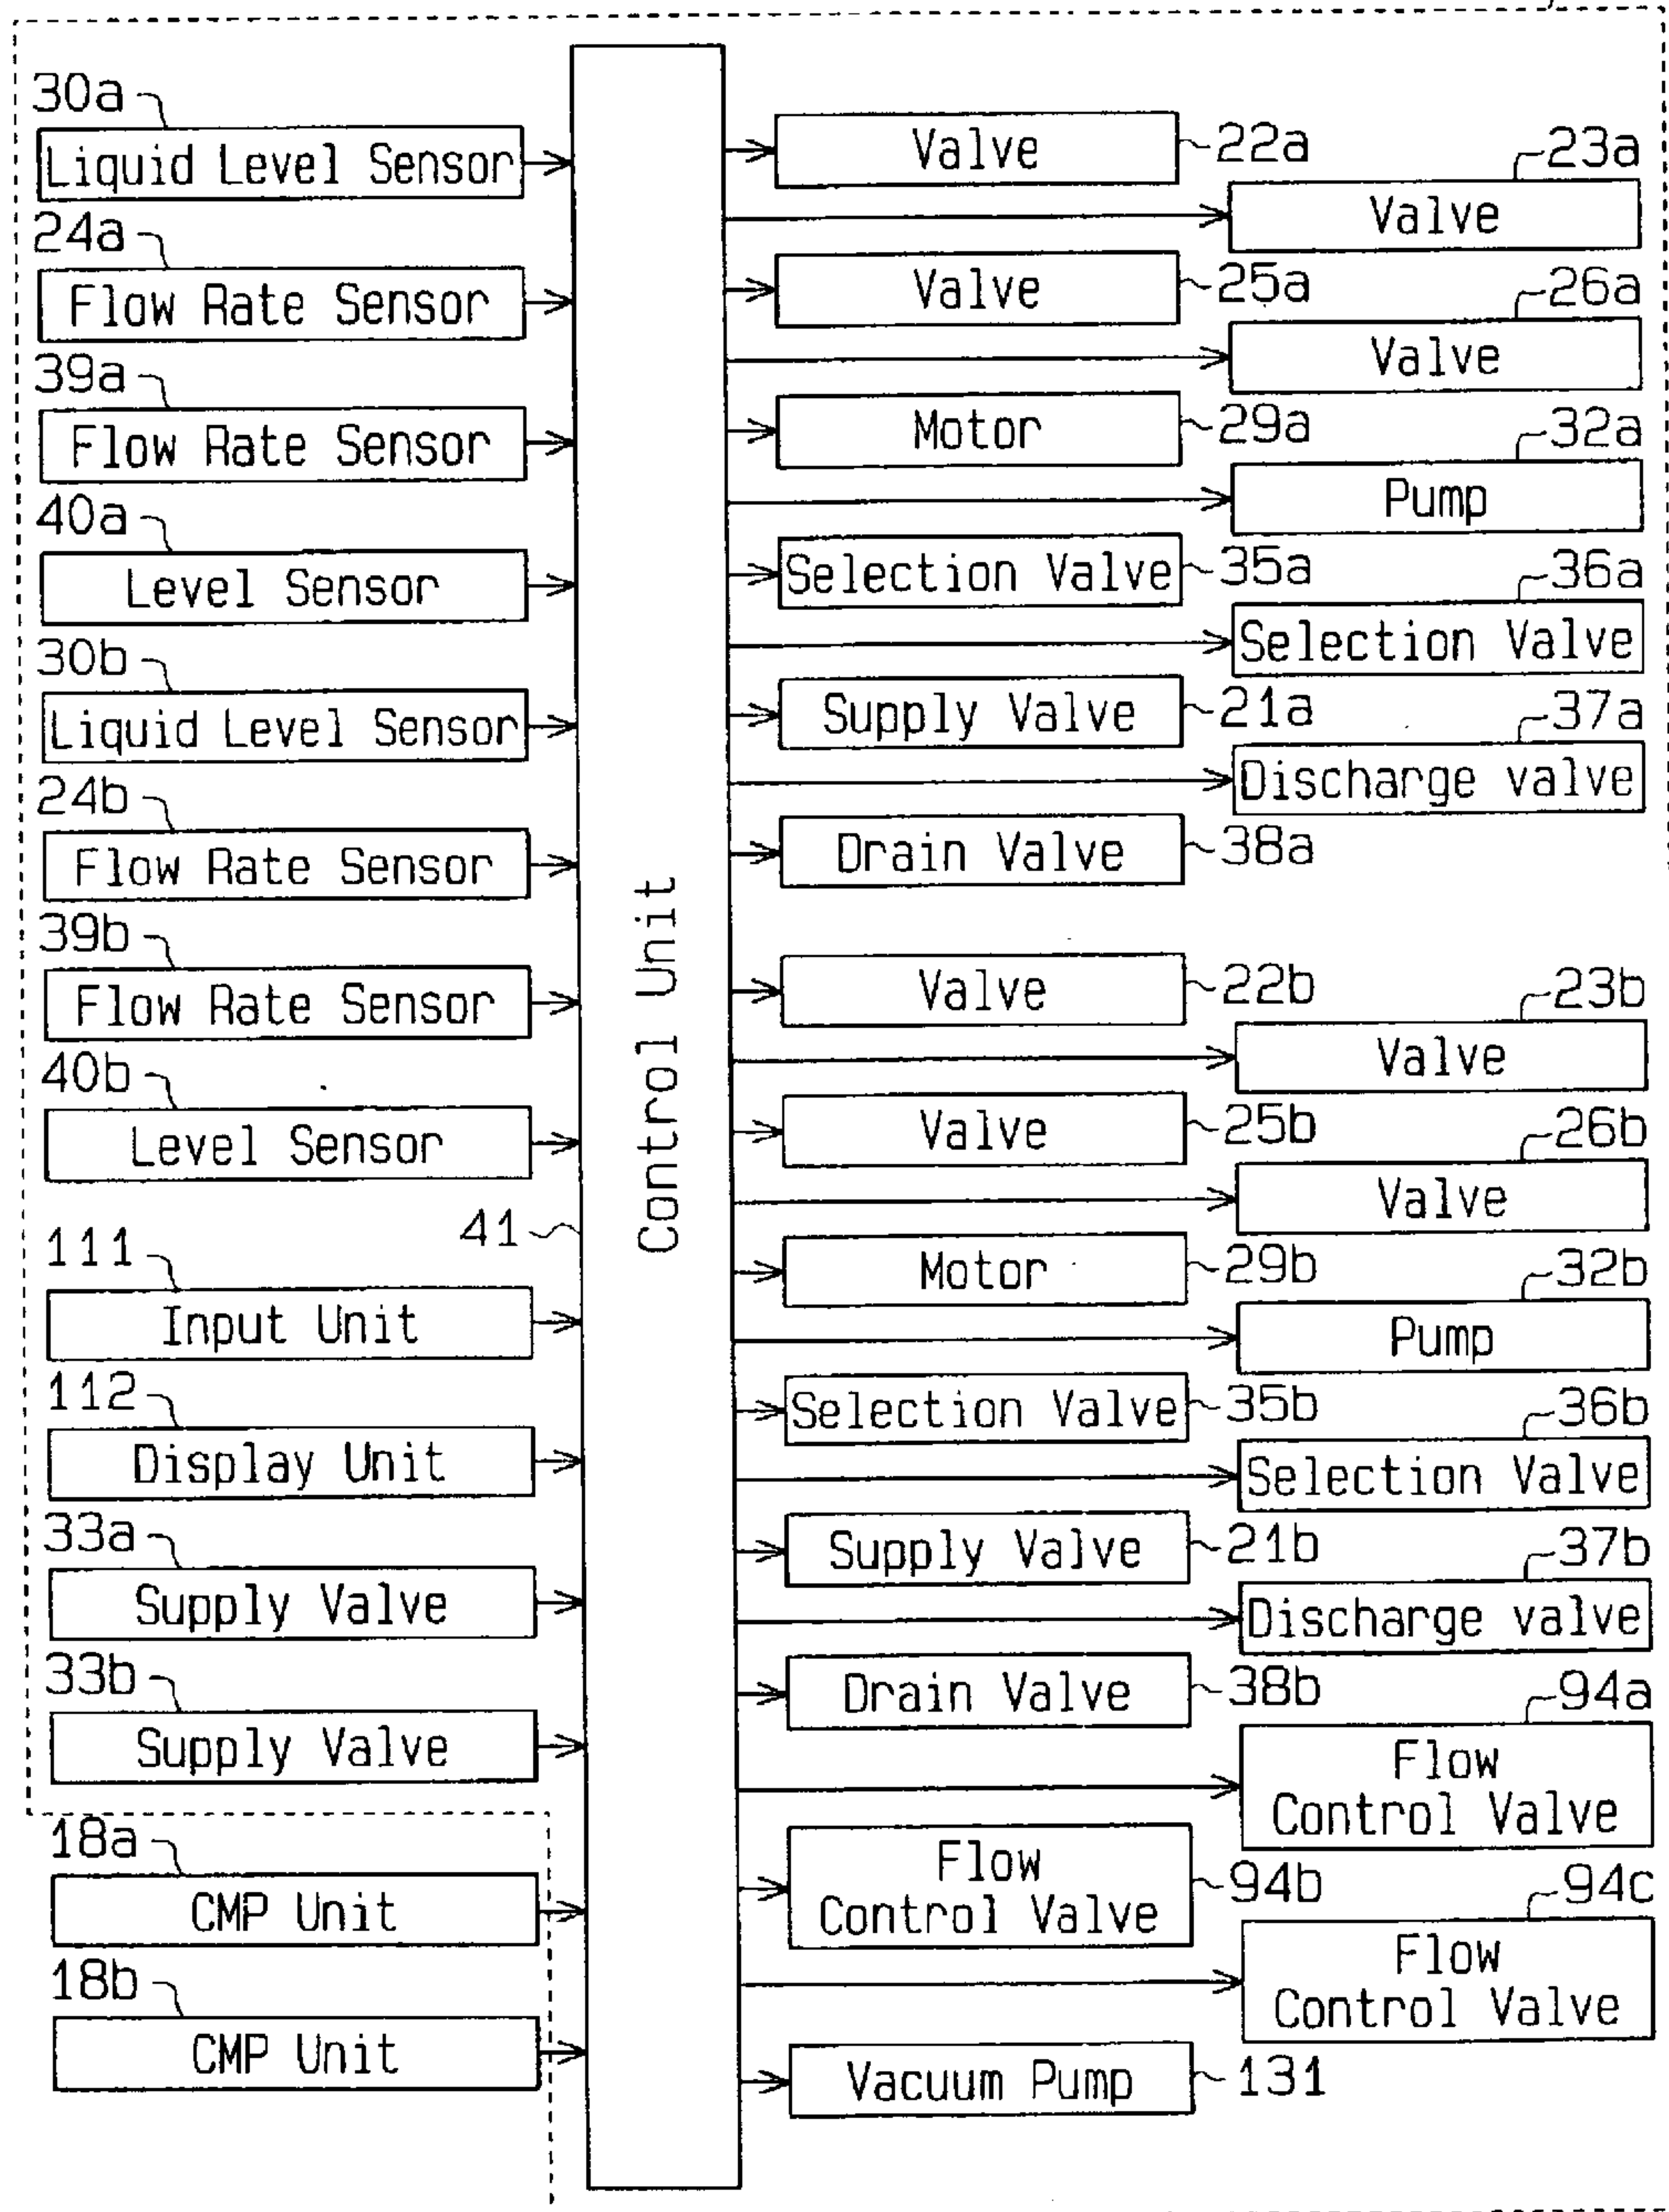 30a
Liquid Level Sensor
24a
Flow Rate Sensor
39a
Flow Rate Sensor
40a
Level Sensor
30b
Liquid Level Sensor
24b
Flow Rate Sensor
39b
Flow Rate Sensor
40b
Level Sensor
111
Input Unit
112
Display Unit
33a
Supply Valve
33b
Supply Valve
18a
CMP Unit
18b
CMP Unit
41
Control Unit
Valve
22a
23a
Valve
Valve
25a
26a
Valve
Motor
29a
32a
Pump
Selection Valve
35a
36a
Selection Valve
Supply Valve
21a
37a
Discharge valve
Drain Valve
38a
Valve
22b
23b
Valve
Valve
25b
26b
Valve
Motor
29b
32b
Pump
Selection Valve
35b
36b
Selection Valve
Supply Valve
21b
37b
Discharge valve
Drain Valve
38b
94a
Flow
Control Valve
Flow
Control Valve
94b
94c
Flow
Control Valve
Vacuum Pump
131